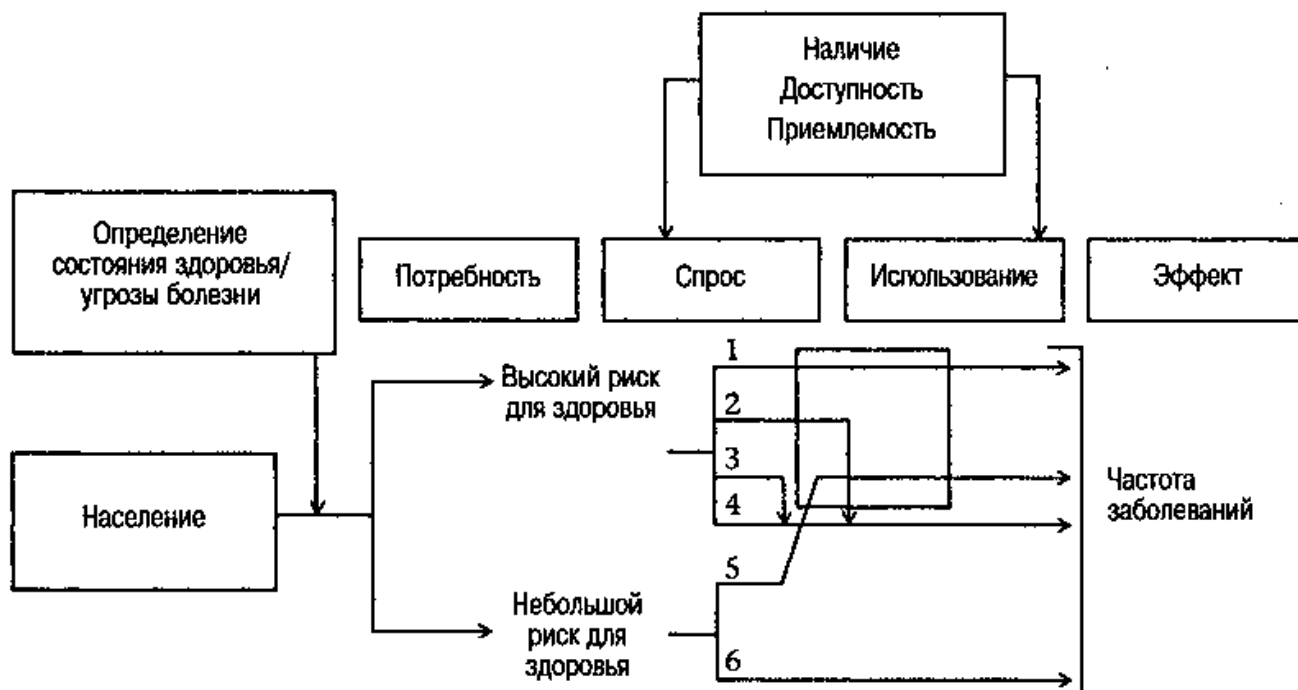 Наличие
Доступность
Приемлемость
Определение
состояния здоровья/
угрозы болезни
Потребность
Спрос
Использование
Эффект
Население
Высокий риск
для здоровья
Небольшой
риск для
здоровья
1
2
3
4
5
6
Частота
заболеваний